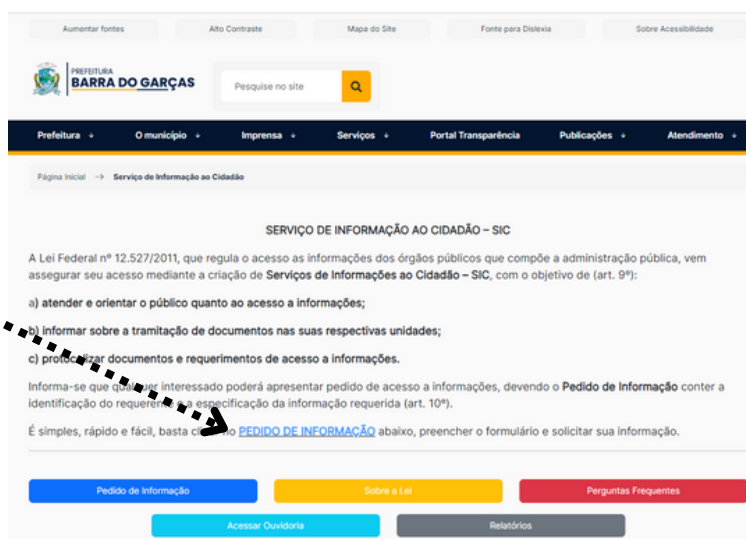 Aumentar fontes Alto Contraste Mapa do Site Fonte para Dislexia Sobre Acessibilidade
PREFEITURA
BARRA DO GARÇAS
Pesquise no site
Prefeitura O município Imprensa Serviços Portal Transparência Publicações Atendimento
Página Inicial → Serviço de Informação ao Cidadão
SERVIÇO DE INFORMAÇÃO AO CIDADÃO – SIC
A Lei Federal nº 12.527/2011, que regula o acesso as informações dos órgãos públicos que compõe a administração pública, vem
assegurar seu acesso mediante a criação de Serviços de Informações ao Cidadão – SIC, com o objetivo de (art. 9º):
a) atender e orientar o público quanto ao acesso a informações;
b) informar sobre a tramitação de documentos nas suas respectivas unidades;
c) protocolizar documentos e requerimentos de acesso a informações.
Informa-se que qualquer interessado poderá apresentar pedido de acesso a informações, devendo o Pedido de Informação conter a
identificação do requerente e a especificação da informação requerida (art. 10º).
É simples, rápido e fácil, basta no PEDIDO DE INFORMAÇÃO abaixo, preencher o formulário e solicitar sua informação.
Pedido de Informação Sobre a Lei Perguntas Frequentes
Acessar Ouvidoria Relatórios